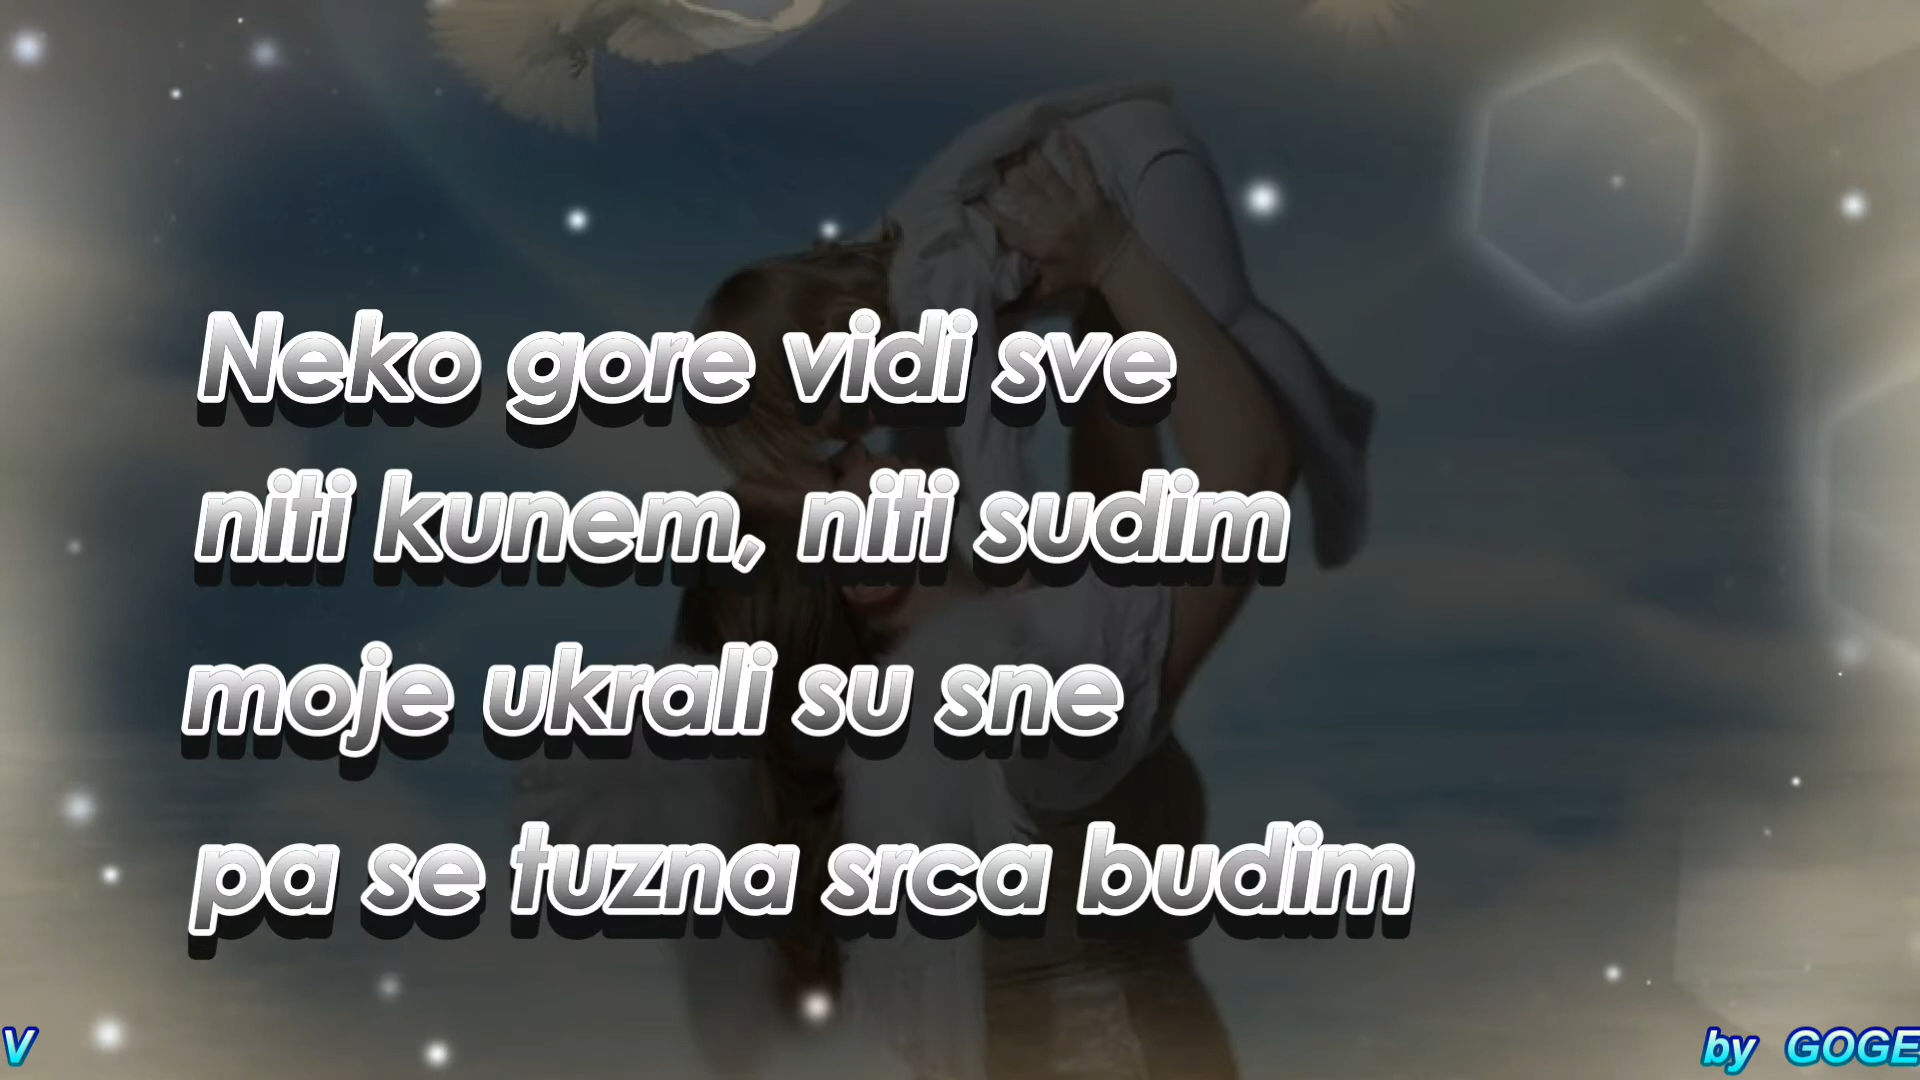 Neko gore vidi sve
niti kunem, niti sudim
moje ukrali su sne
pa se tuzna srca budim
V by GOGE